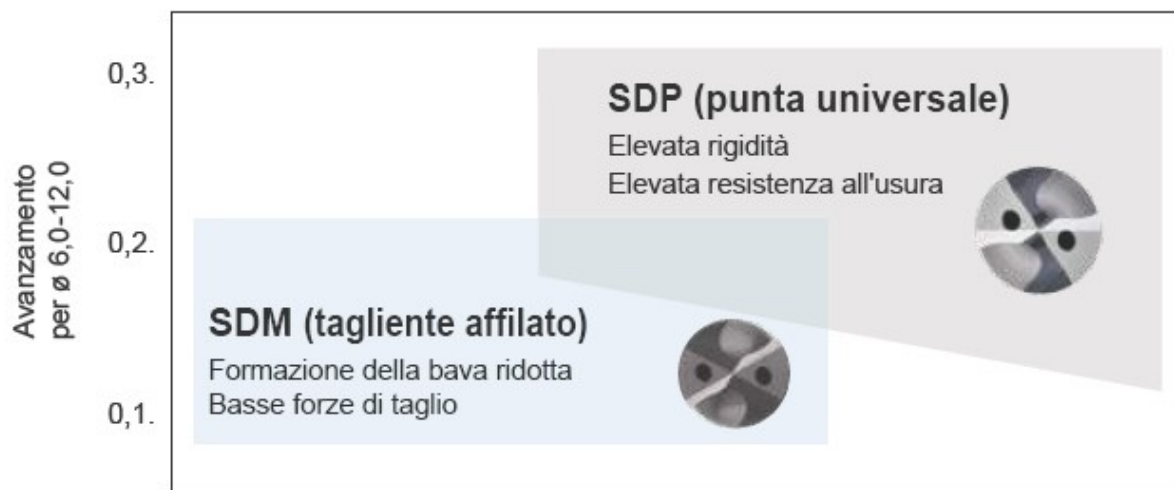 0,3.
0,2.
0,1.
Avanzamento
per ø 6,0-12,0
SDP (punta universale)
Elevata rigidità
Elevata resistenza all'usura
SDM (tagliente affilato)
Formazione della bava ridotta
Basse forze di taglio